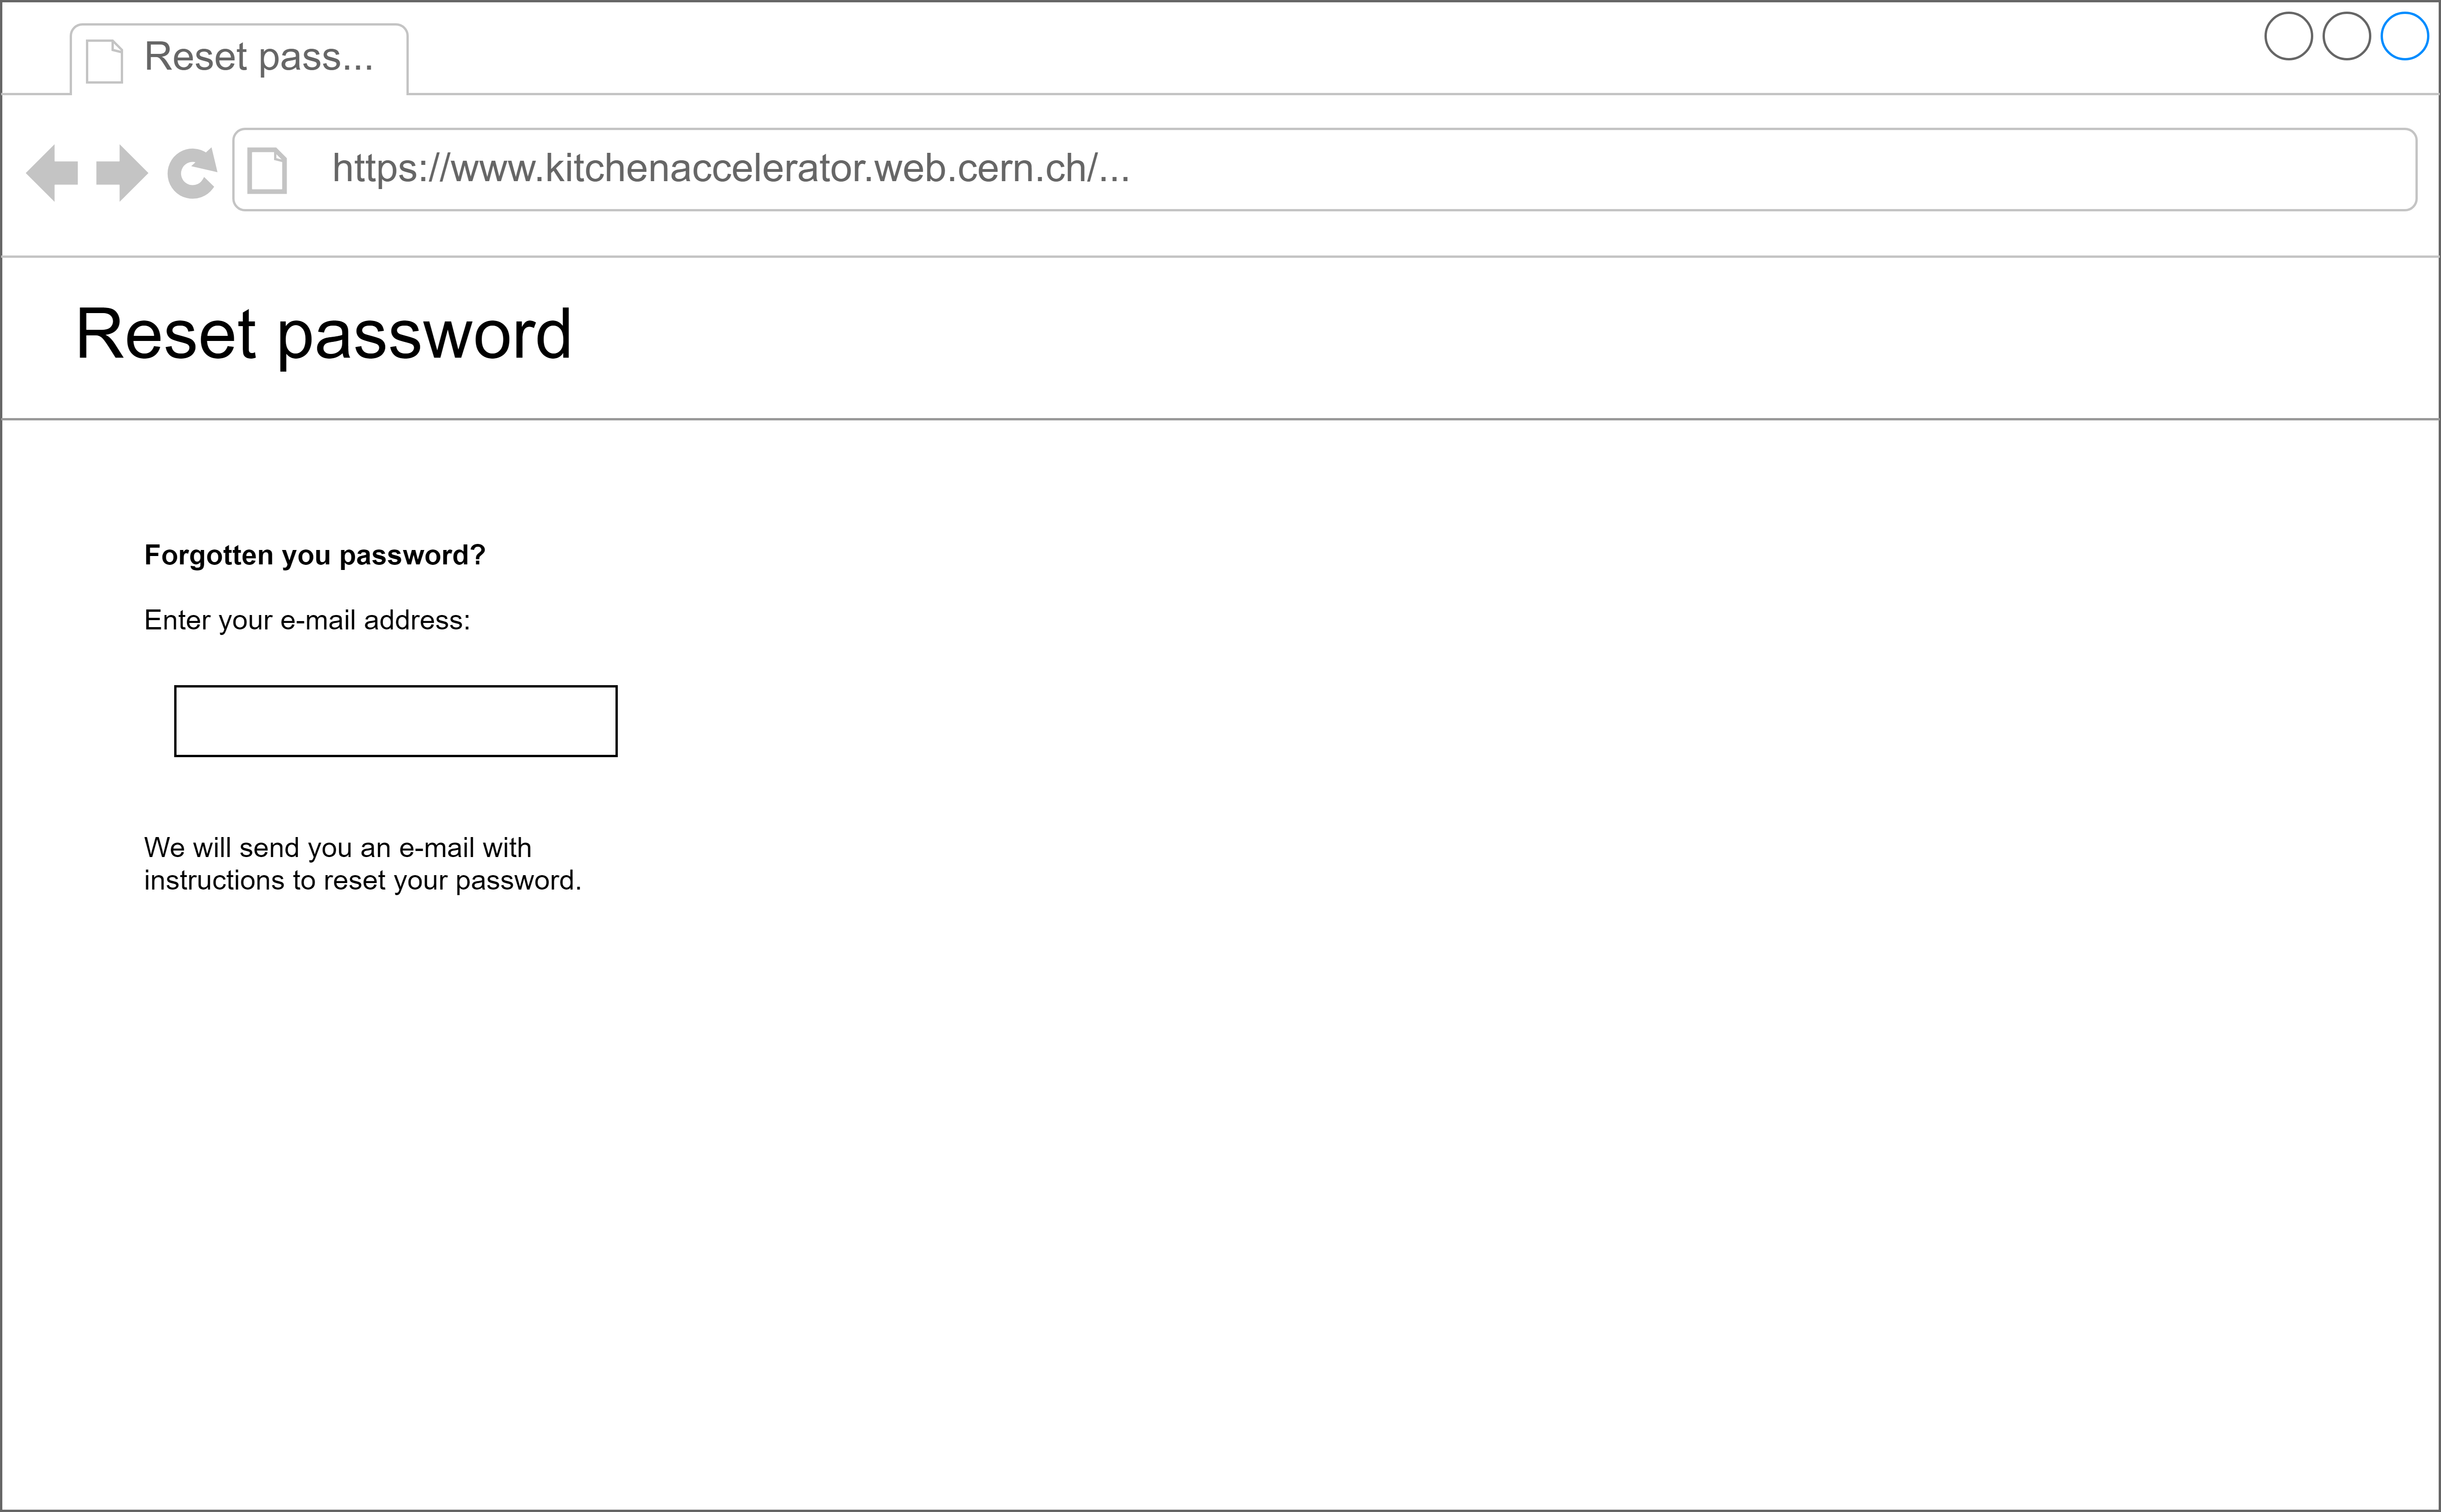 Reset pass...
https://www.kitchenaccelerator.web.cern.ch/...
Reset password
Forgotten you password?
Enter your e-mail address:
We will send you an e-mail with
instructions to reset your password.